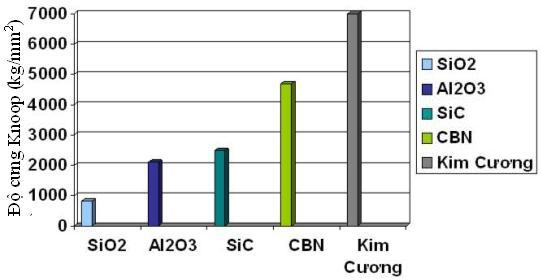 Độ cứng Knoop (kg/mm²)
7000
6000
5000
4000
3000
2000
1000
0
SiO2
Al2O3
SiC
CBN
Kim
Cương
SiO2
Al2O3
SiC
CBN
Kim Cương